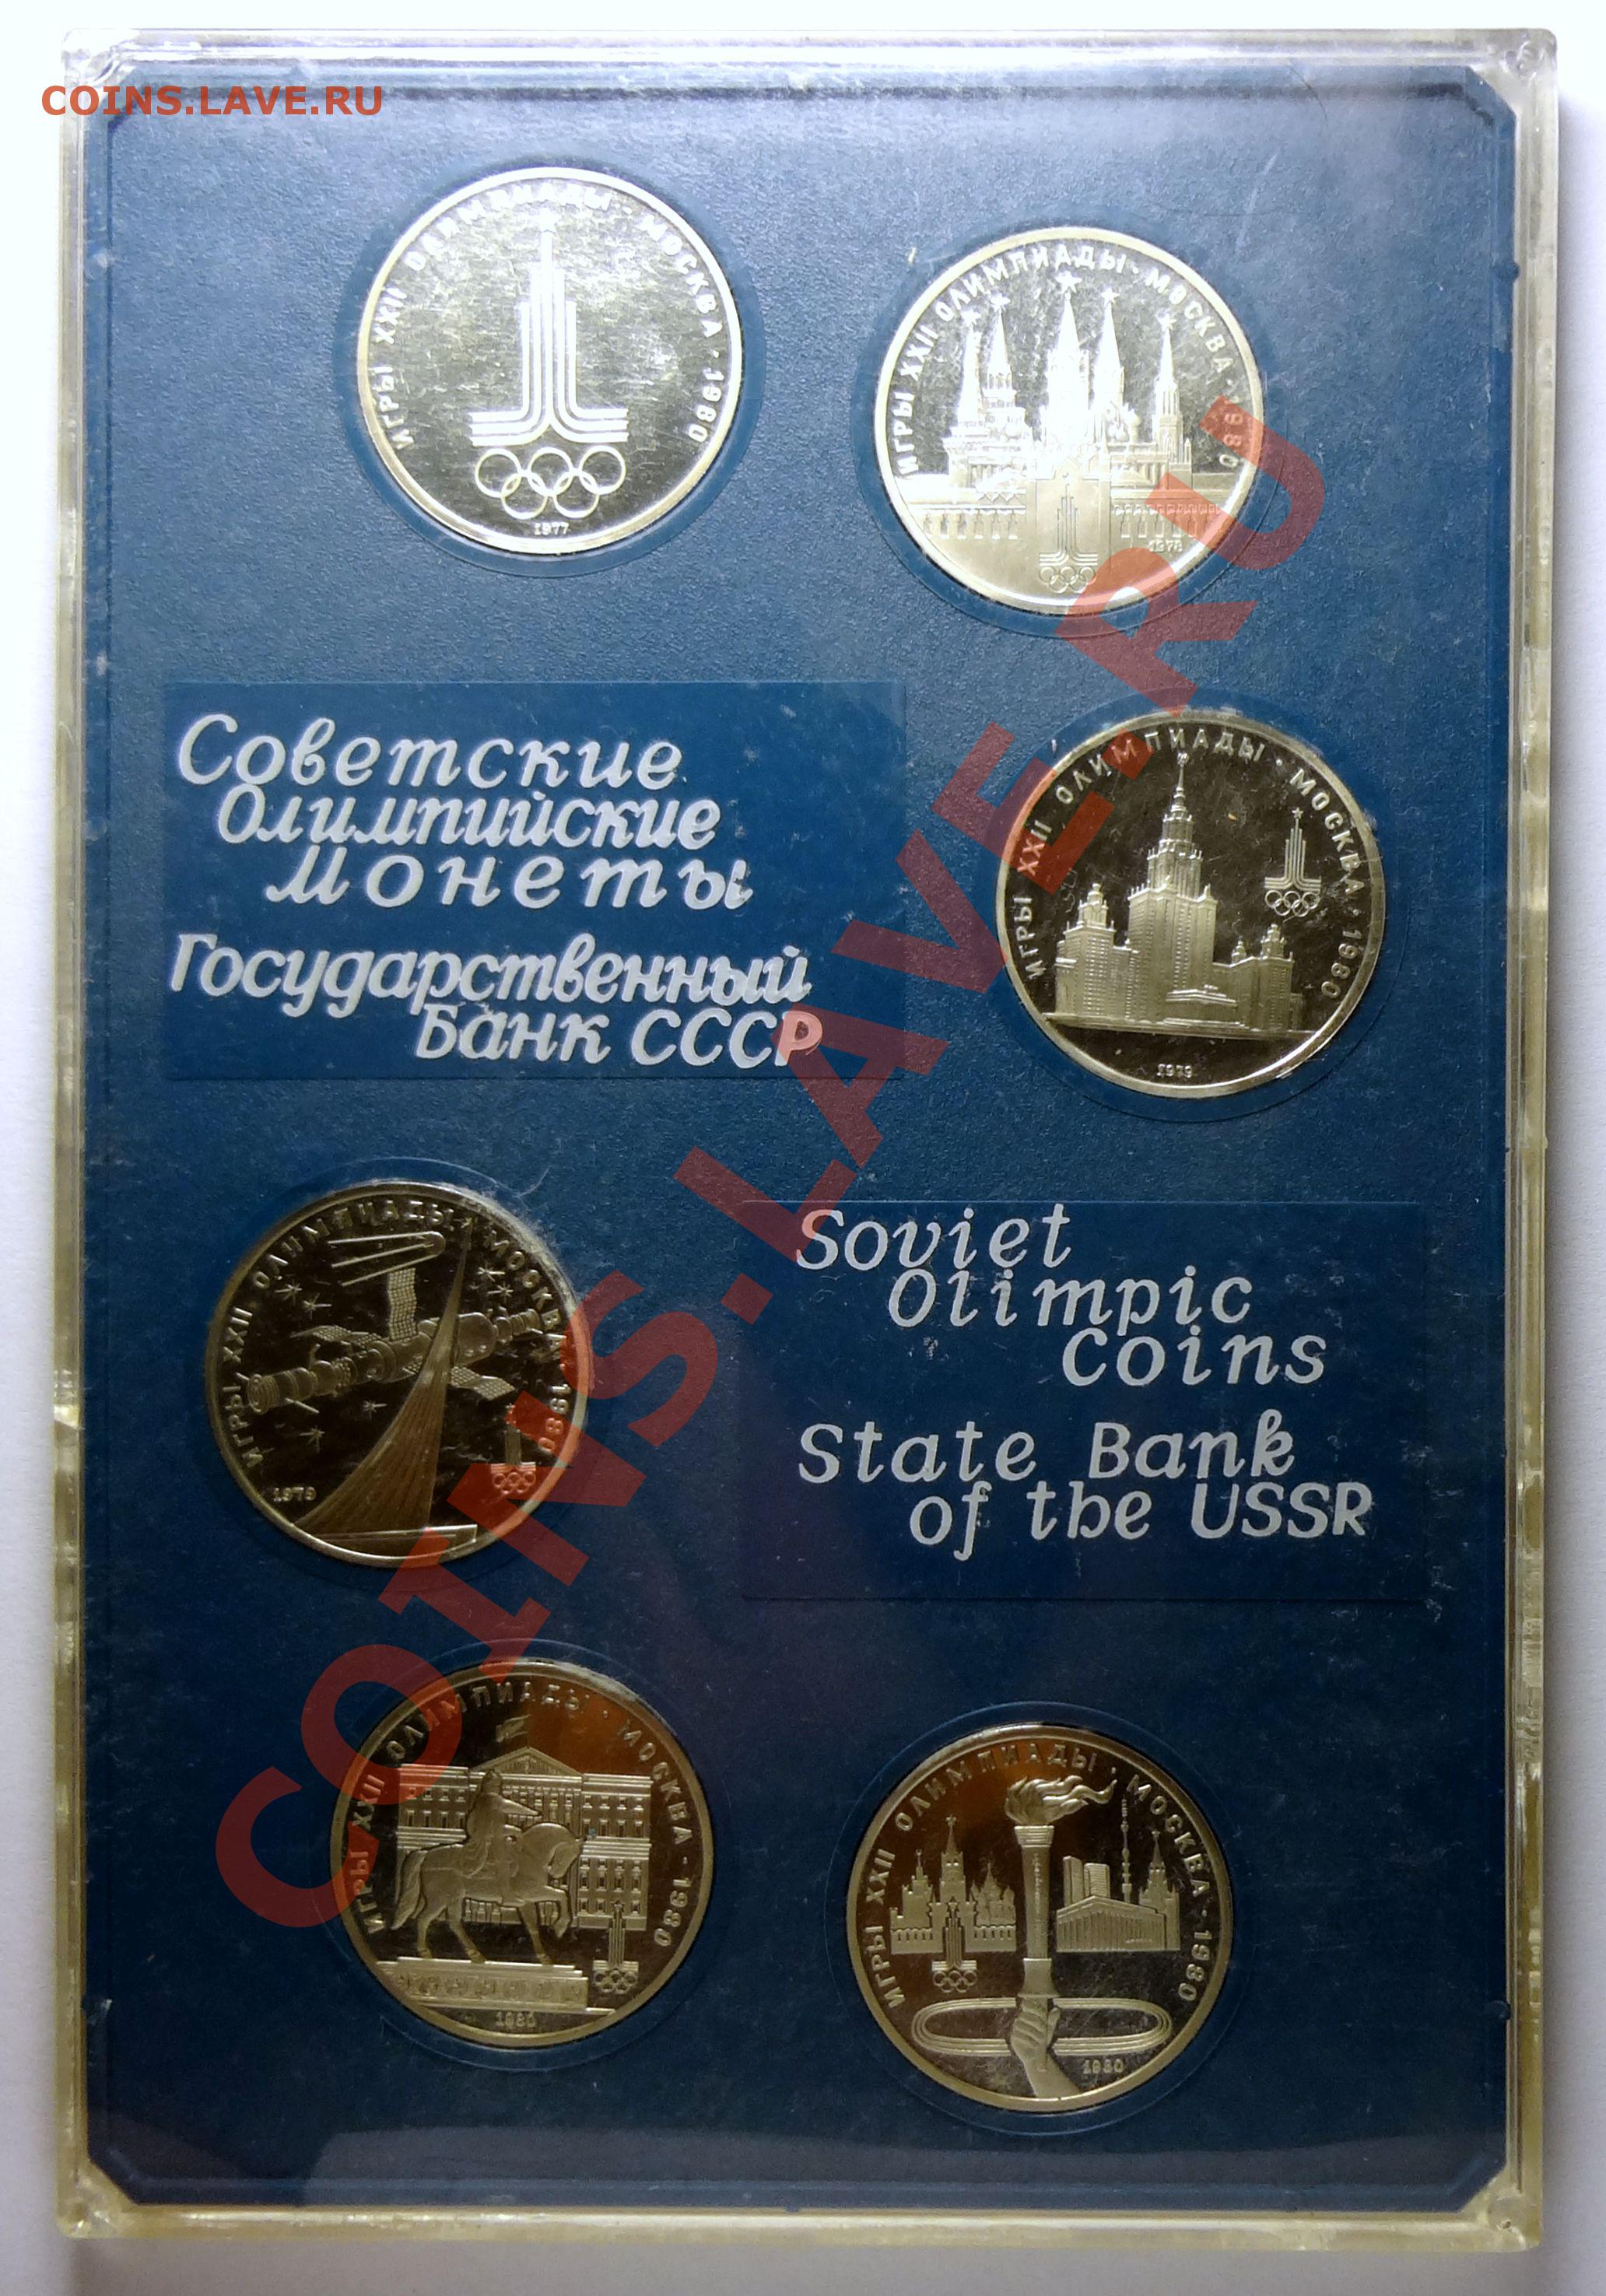 COINS.LAVE.RU
ИГРЫ XXII ОЛИМПИАДЫ · МОСКВА · 1980
1977
ИГРЫ XXII ОЛИМПИАДЫ · МОСКВА · 1980
1978
Советские
Олимпийские
Монеты
Государственный
Банк СССР
ИГРЫ XXII ОЛИМПИАДЫ · МОСКВА · 1980
1979
ИГРЫ XXII ОЛИМПИАДЫ · МОСКВА · 1980
1979
Soviet
Olimpic
Coins
State Bank
of the USSR
ИГРЫ XXII ОЛИМПИАДЫ · МОСКВА · 1980
1980
ИГРЫ XXII ОЛИМПИАДЫ · МОСКВА · 1980
1980
COINS.LAVE.RU